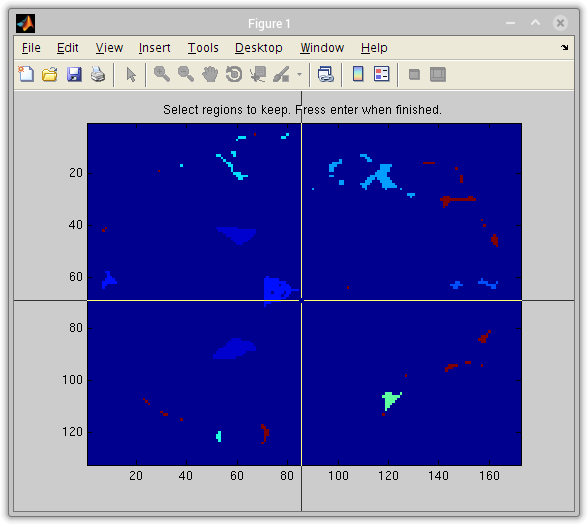 Figure 1
File Edit View Insert Tools Desktop Window Help
Select regions to keep. Press enter when finished.
20
40
60
80
100
120
20 40 60 80 100 120 140 160